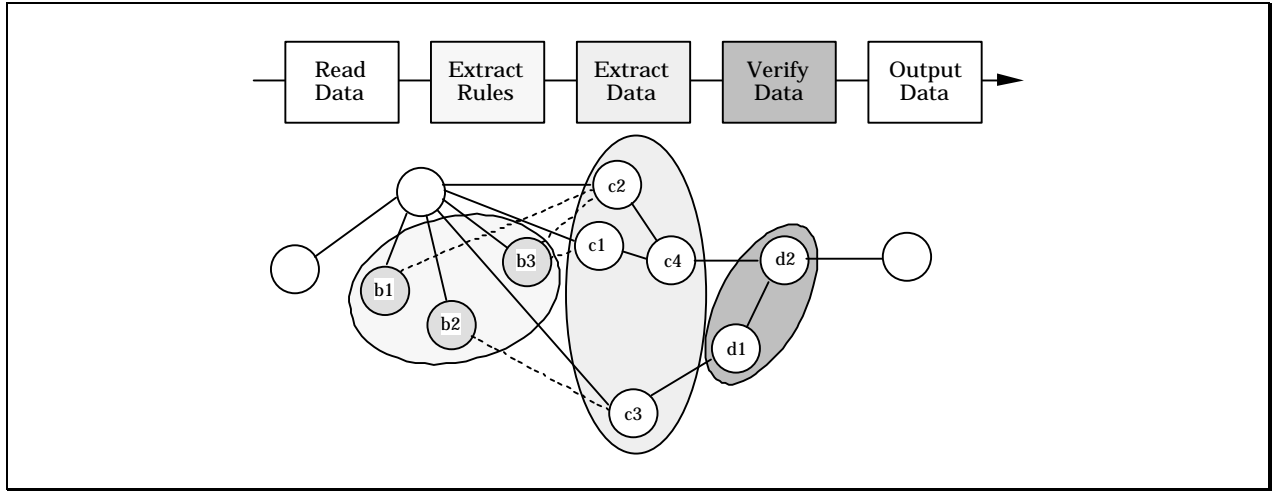 Read
Data
Extract
Rules
Extract
Data
Verify
Data
Output
Data
c2
c1
b3
c4
d2
b1
b2
d1
c3